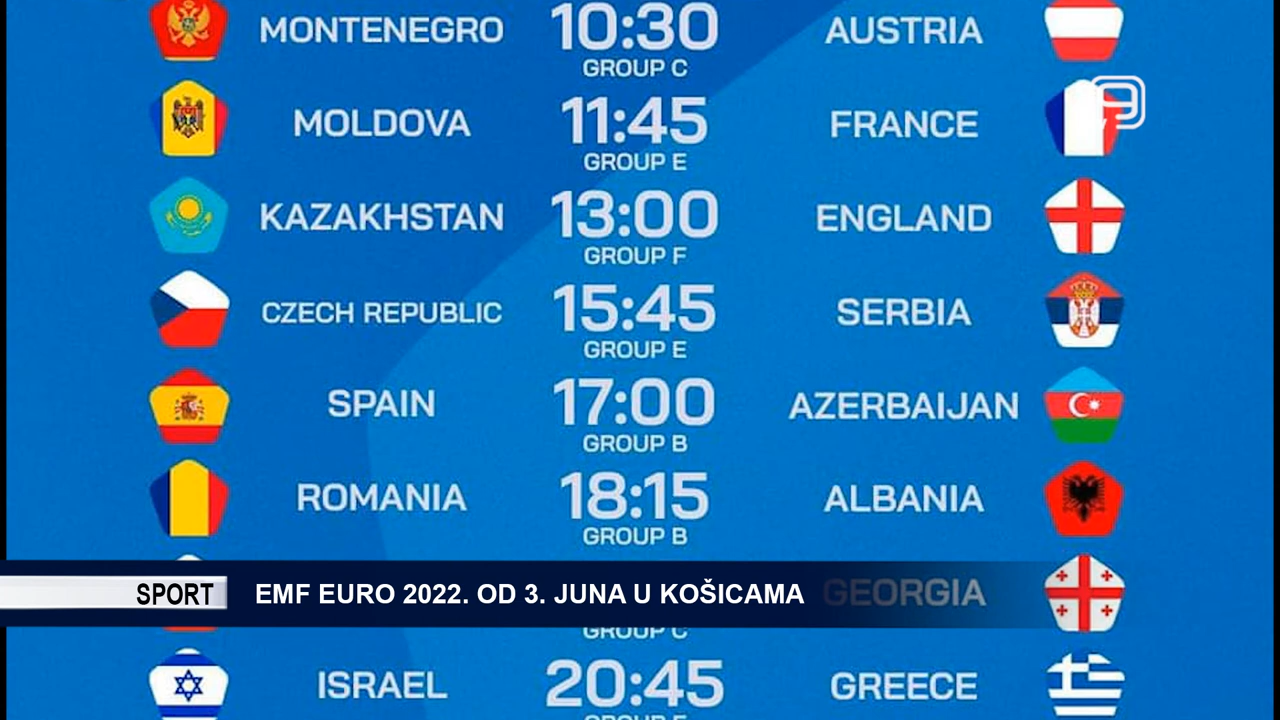 MONTENEGRO 10:30 AUSTRIA
GROUP C
MOLDOVA 11:45 FRANCE
GROUP E
KAZAKHSTAN 13:00 ENGLAND
GROUP F
CZECH REPUBLIC 15:45 SERBIA
GROUP E
SPAIN 17:00 AZERBAIJAN
GROUP B
ROMANIA 18:15 ALBANIA
GROUP B
SPORT EMF EURO 2022. OD 3. JUNA U KOŠICAMA GEORGIA
GROUP C
ISRAEL 20:45 GREECE
GROUP